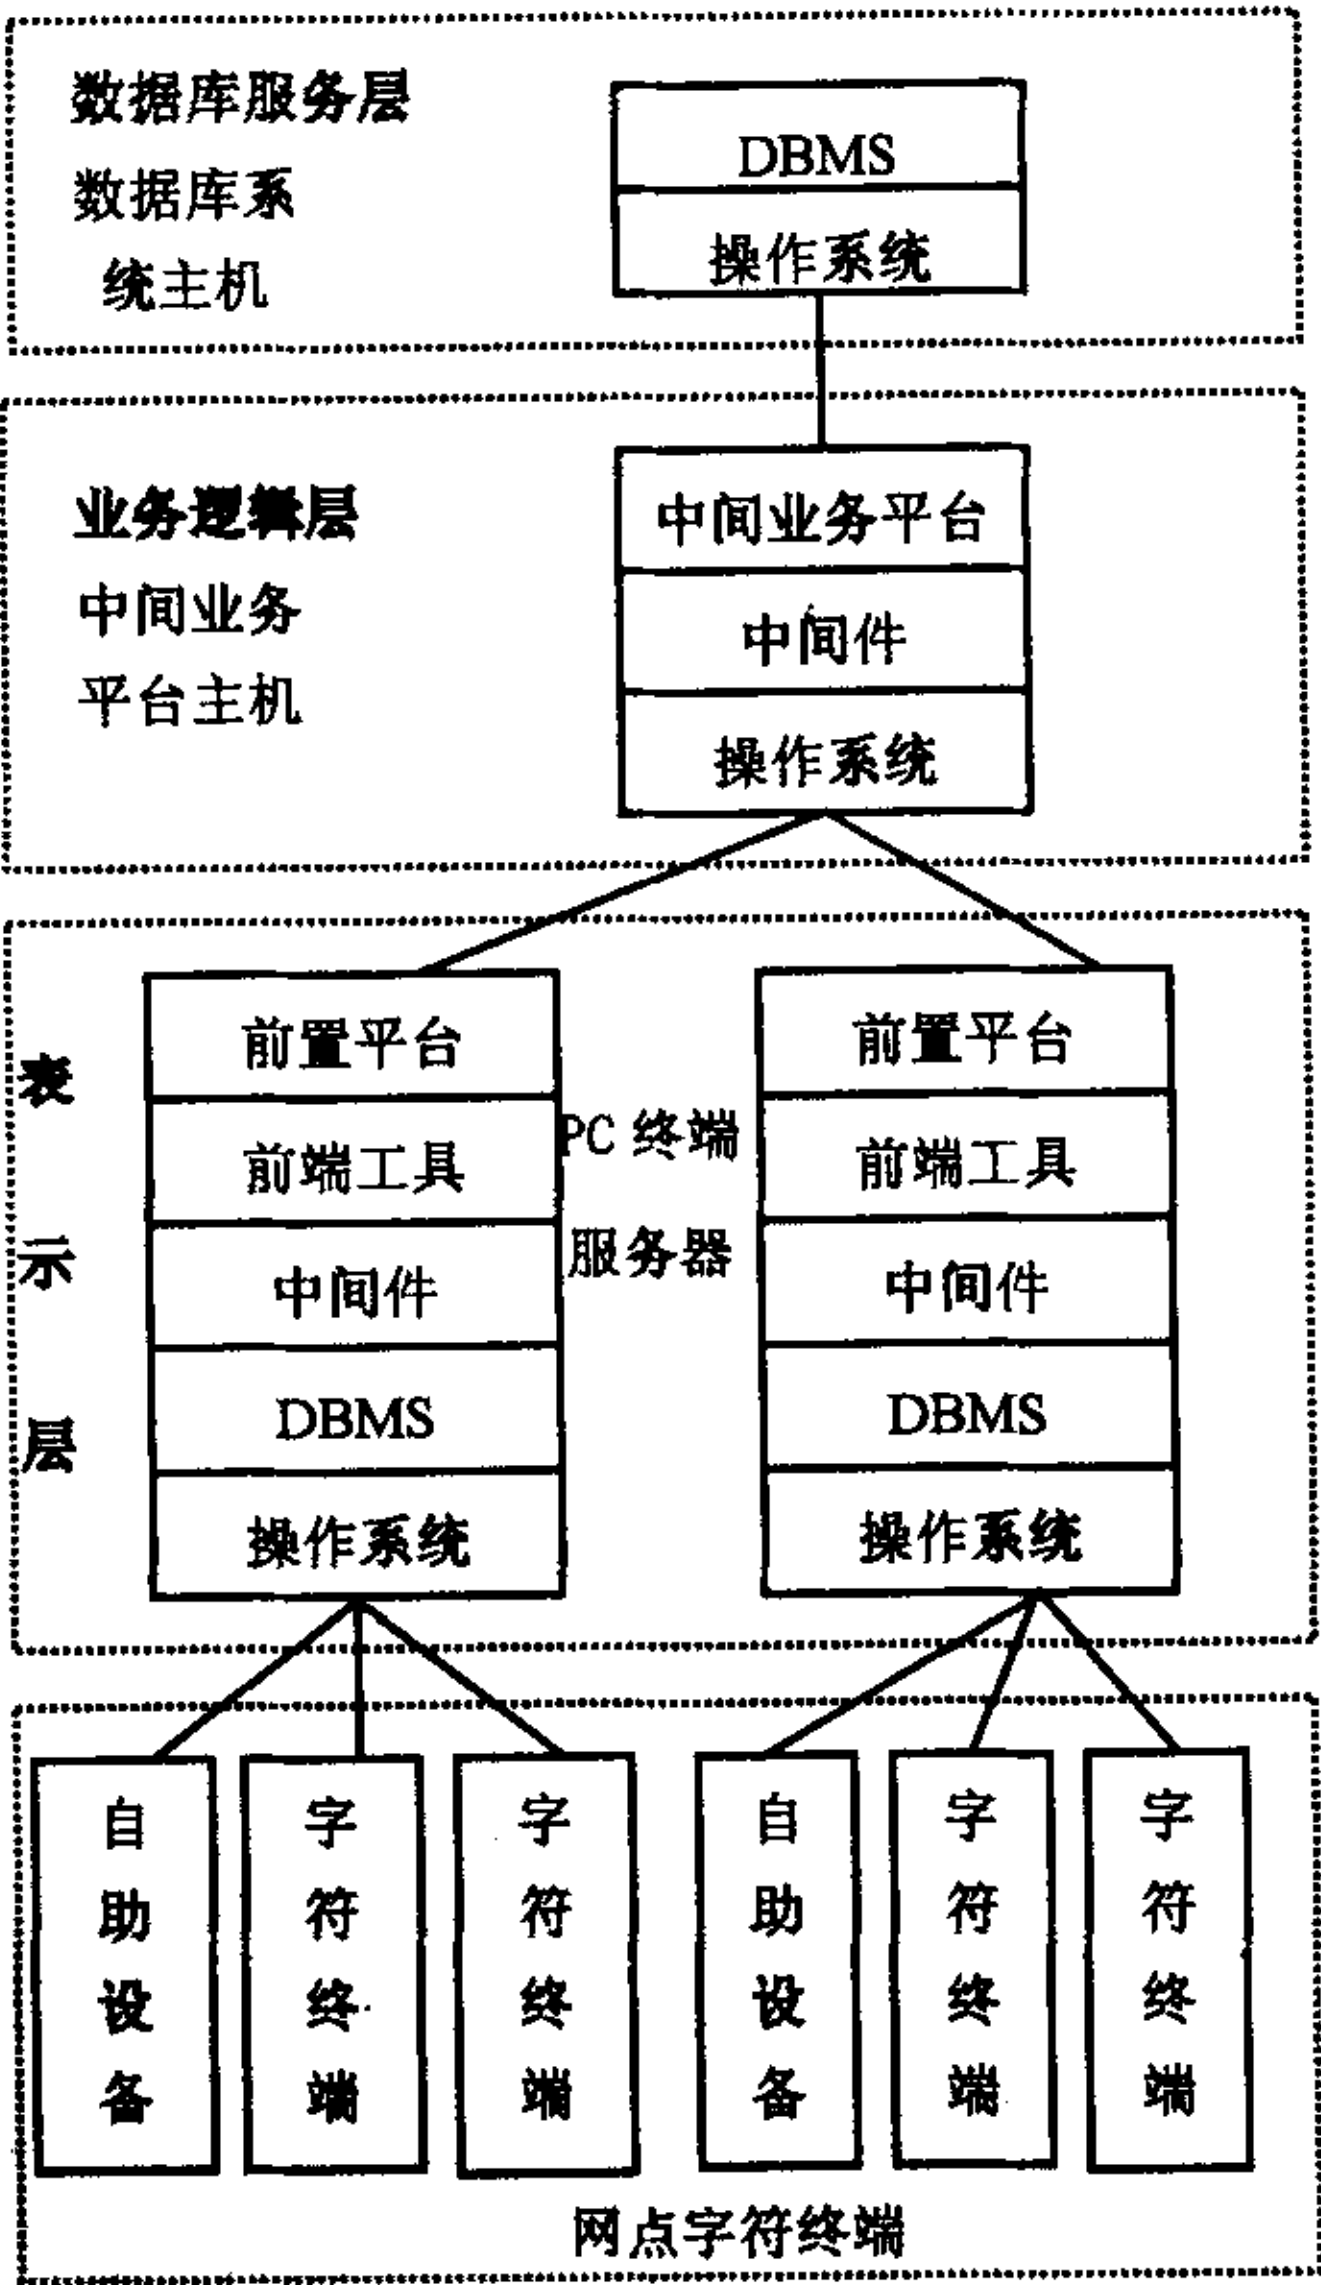 数据库服务层
数据库系
统主机
DBMS
操作系统
业务逻辑层
中间业务
平台主机
中间业务平台
中间件
操作系统
表
示
层
前置平台
前端工具
中间件
DBMS
操作系统
PC 终端
服务器
前置平台
前端工具
中间件
DBMS
操作系统
自
助
设
备
字
符
终
端
字
符
终
端
自
助
设
备
字
符
终
端
字
符
终
端
网点字符终端